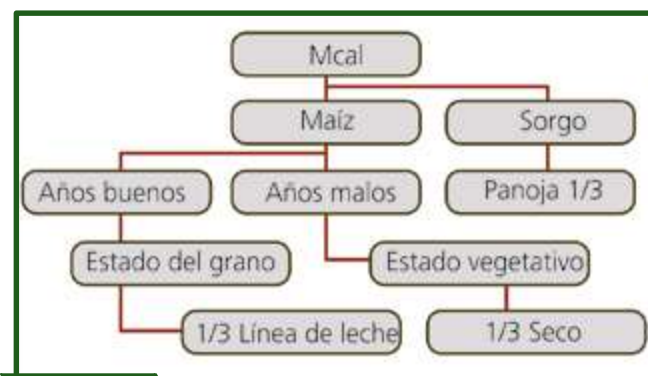 Mcal
Maíz
Sorgo
Años buenos
Años malos
Panoja 1/3
Estado del grano
Estado vegetativo
1/3 Línea de leche
1/3 Seco